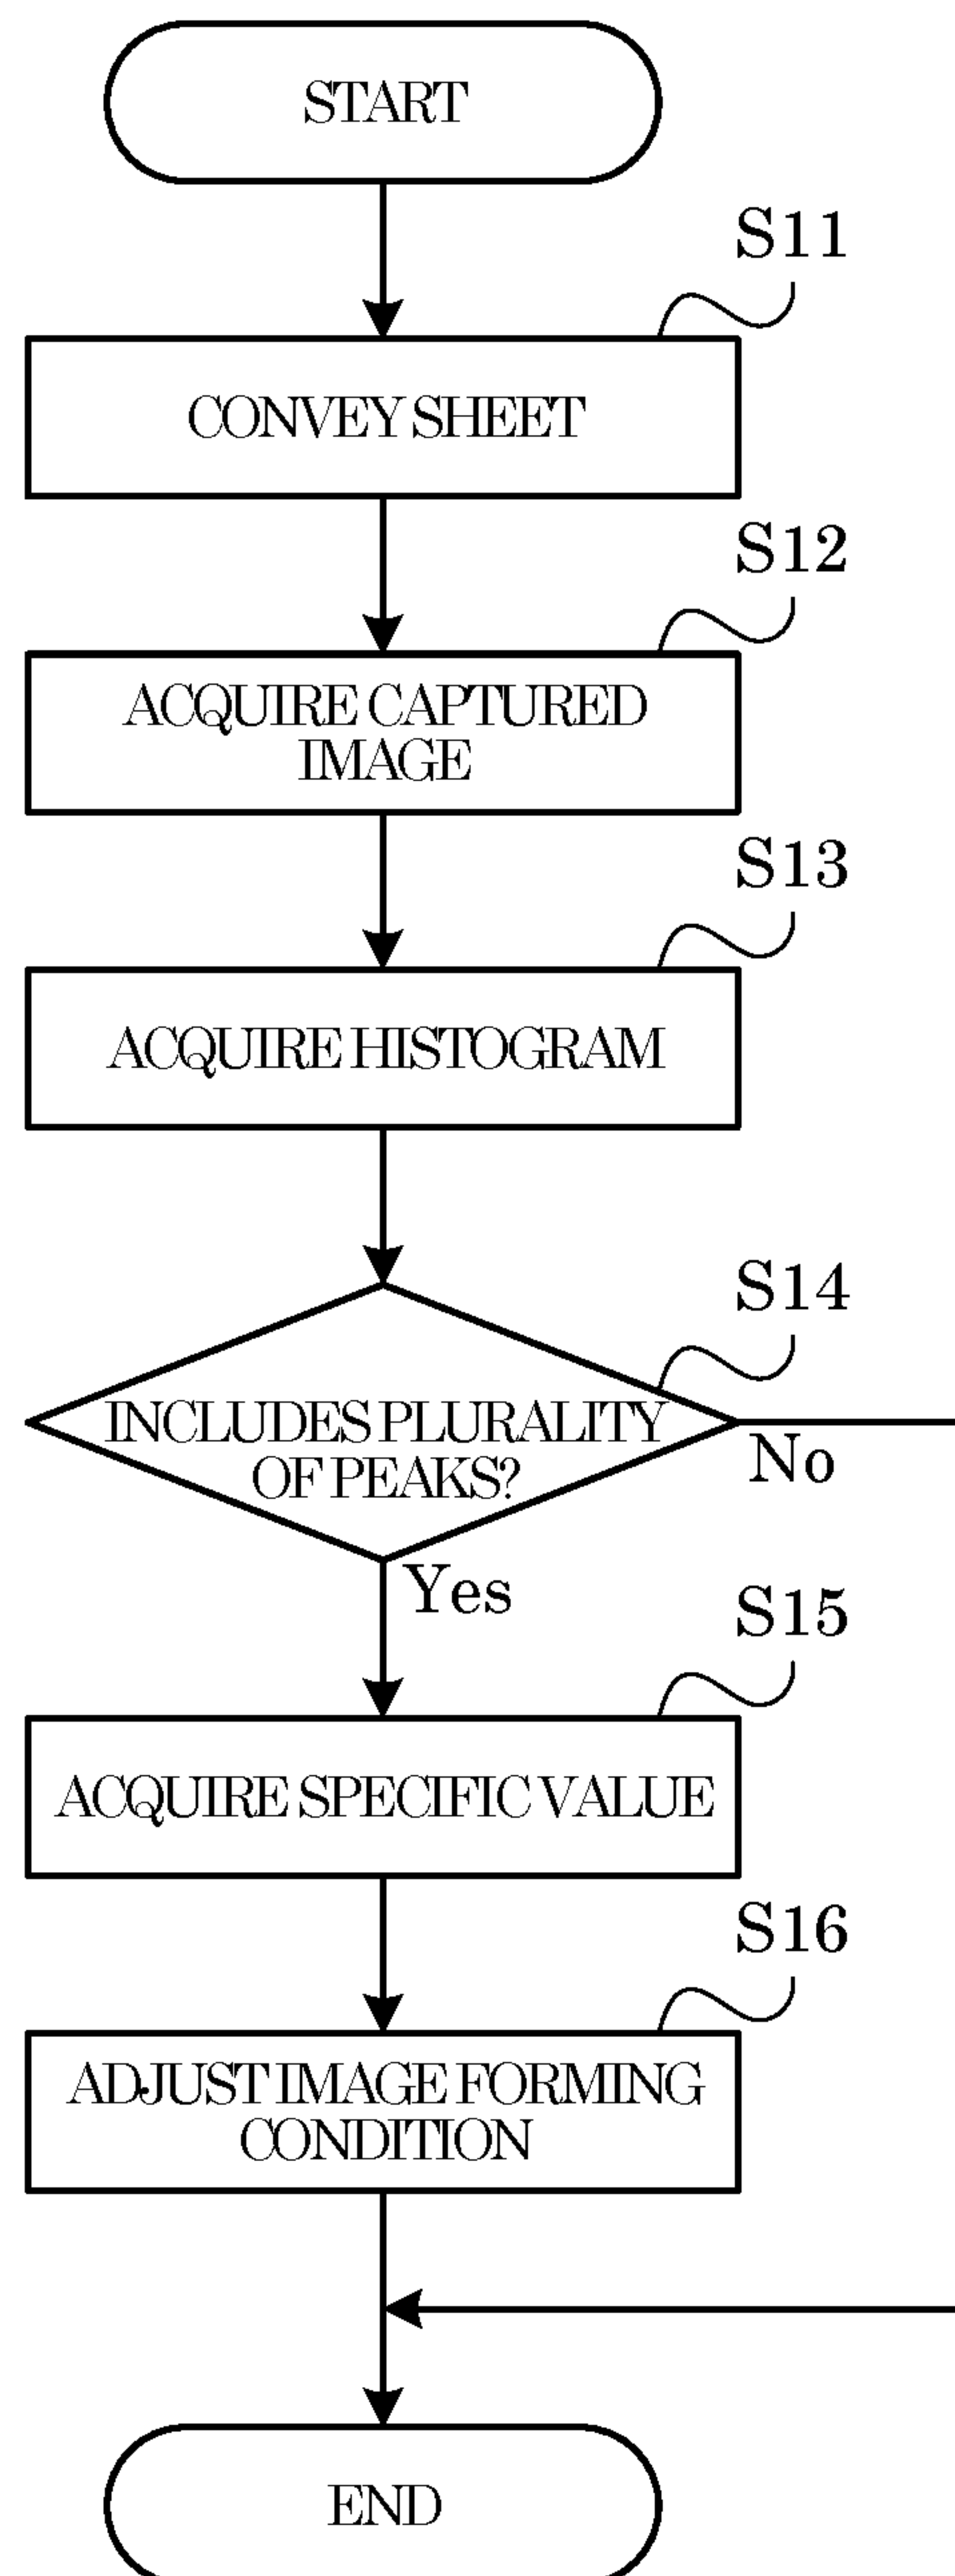 START
S11
CONVEY SHEET
S12
ACQUIRE CAPTURED
IMAGE
S13
ACQUIRE HISTOGRAM
S14
INCLUDES PLURALITY
OF PEAKS?
No
Yes
S15
ACQUIRE SPECIFIC VALUE
S16
ADJUST IMAGE FORMING
CONDITION
END